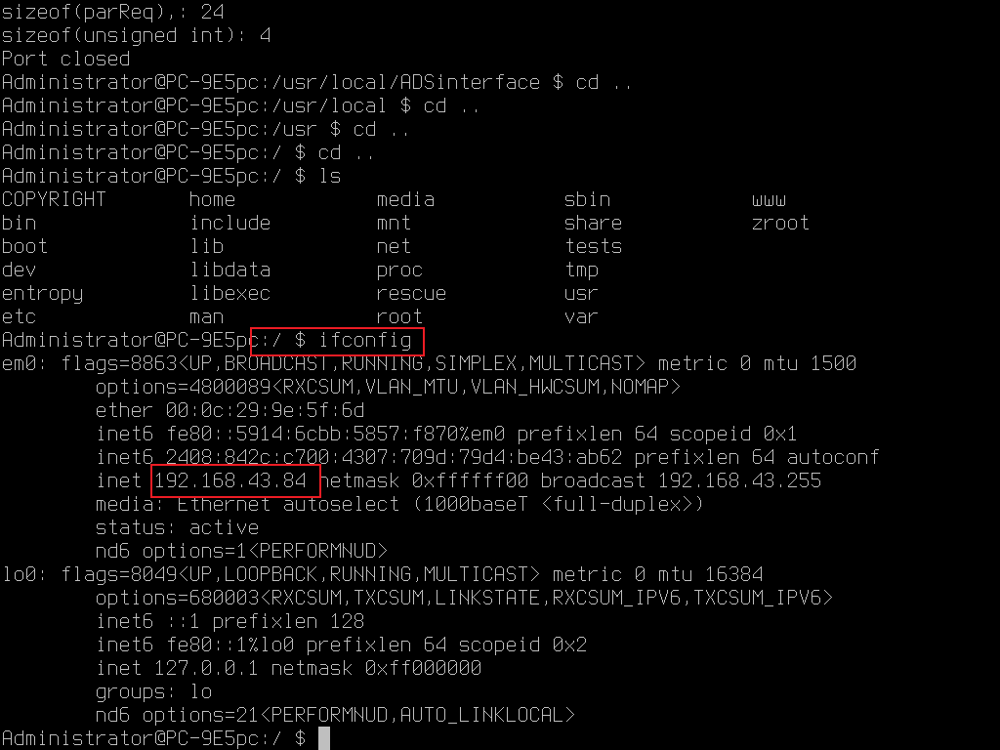 sizeof(parReq),: 24
sizeof(unsigned int): 4
Port closed
Administrator@PC-9E5pc:/usr/local/ADSinterface $ cd ..
Administrator@PC-9E5pc:/usr/local $ cd ..
Administrator@PC-9E5pc:/usr $ cd ..
Administrator@PC-9E5pc:/ $ cd ..
Administrator@PC-9E5pc:/ $ ls
COPYRIGHT home media sbin www
bin include mnt share zroot
boot lib net tests
dev libdata proc tmp
entropy libexec rescue usr
etc man root var
Administrator@PC-9E5pc:/ $ ifconfig
em0: flags=8863<UP,BROADCAST,RUNNING,SIMPLEX,MULTICAST> metric 0 mtu 1500
options=4800089<RXCSUM,VLAN_MTU,VLAN_HWCSUM,NOMAP>
ether 00:0c:29:9e:5f:6d
inet6 fe80::5914:6cbb:5857:f870%em0 prefixlen 64 scopeid 0x1
inet6 2408:842c:c700:4307:709d:79d4:be43:ab62 prefixlen 64 autoconf
inet 192.168.43.84 netmask 0xffffff00 broadcast 192.168.43.255
media: Ethernet autoselect (1000baseT <full-duplex>)
status: active
nd6 options=1<PERFORMNUD>
lo0: flags=8049<UP,LOOPBACK,RUNNING,MULTICAST> metric 0 mtu 16384
options=680003<RXCSUM,TXCSUM,LINKSTATE,RXCSUM_IPV6,TXCSUM_IPV6>
inet6 ::1 prefixlen 128
inet6 fe80::1%lo0 prefixlen 64 scopeid 0x2
inet 127.0.0.1 netmask 0xff000000
groups: lo
nd6 options=21<PERFORMNUD,AUTO_LINKLOCAL>
Administrator@PC-9E5pc:/ $